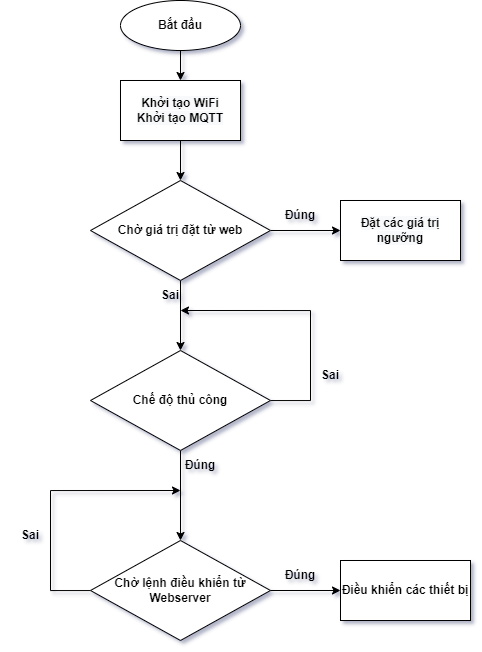 Bắt đầu
Khởi tạo WiFi
Khởi tạo MQTT
Chờ giá trị đặt từ web
Đúng
Đặt các giá trị
ngưỡng
Sai
Chế độ thủ công
Sai
Đúng
Sai
Chờ lệnh điều khiển từ
Webserver
Đúng
Điều khiển các thiết bị